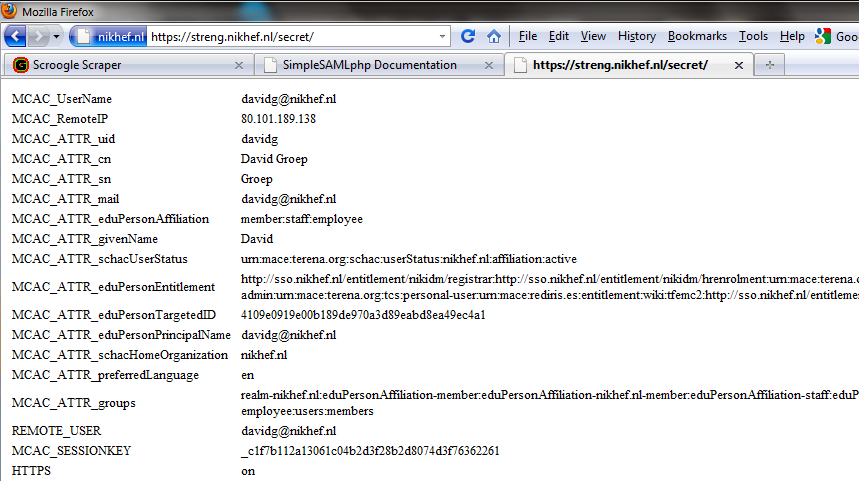 Mozilla Firefox
nikhef.nl https://streng.nikhef.nl/secret/ File Edit View History Bookmarks Tools Help Goo
Scroogle Scraper SimpleSAMLphp Documentation https://streng.nikhef.nl/secret/
MCAC_UserName davidg@nikhef.nl
MCAC_RemoteIP 80.101.189.138
MCAC_ATTR_uid davidg
MCAC_ATTR_cn David Groep
MCAC_ATTR_sn Groep
MCAC_ATTR_mail davidg@nikhef.nl
MCAC_ATTR_eduPersonAffiliation member:staff:employee
MCAC_ATTR_givenName David
MCAC_ATTR_schacUserStatus urn:mace:terena.org:schac:userStatus:nikhef.nl:affiliation:active
MCAC_ATTR_eduPersonEntitlement http://sso.nikhef.nl/entitlement/nikidm/registrar:http://sso.nikhef.nl/entitlement/nikidm/hrenrolment:urn:mace:terena.
admin:urn:mace:terena.org:tcs:personal-user:urn:mace:rediris.es:entitlement:wiki:tfemc2:http://sso.nikhef.nl/entitleme
MCAC_ATTR_eduPersonTargetedID 4109e0919e00b189de970a3d89eabd8ea49ec4a1
MCAC_ATTR_eduPersonPrincipalName davidg@nikhef.nl
MCAC_ATTR_schacHomeOrganization nikhef.nl
MCAC_ATTR_preferredLanguage en
MCAC_ATTR_groups realm-nikhef.nl:eduPersonAffiliation-member:eduPersonAffiliation-nikhef.nl-member:eduPersonAffiliation-staff:eduP
employee:users:members
REMOTE_USER davidg@nikhef.nl
MCAC_SESSIONKEY _c1f7b112a13061c04b2d3f28b2d8074d3f76362261
HTTPS on